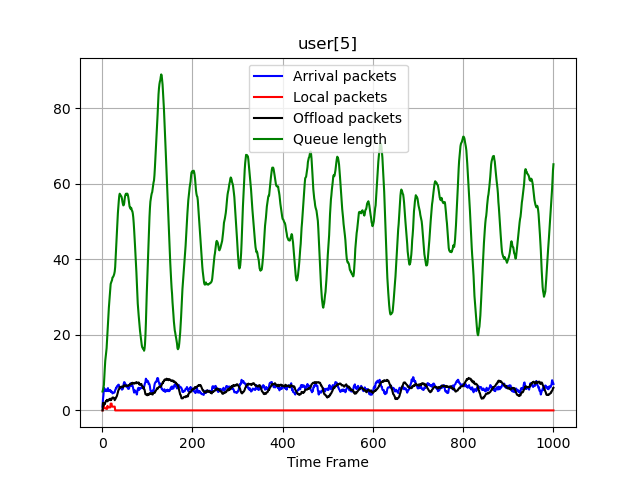 user[5]
Arrival packets
Local packets
Offload packets
Queue length
80
60
40
20
0
0 200 400 600 800 1000
Time Frame